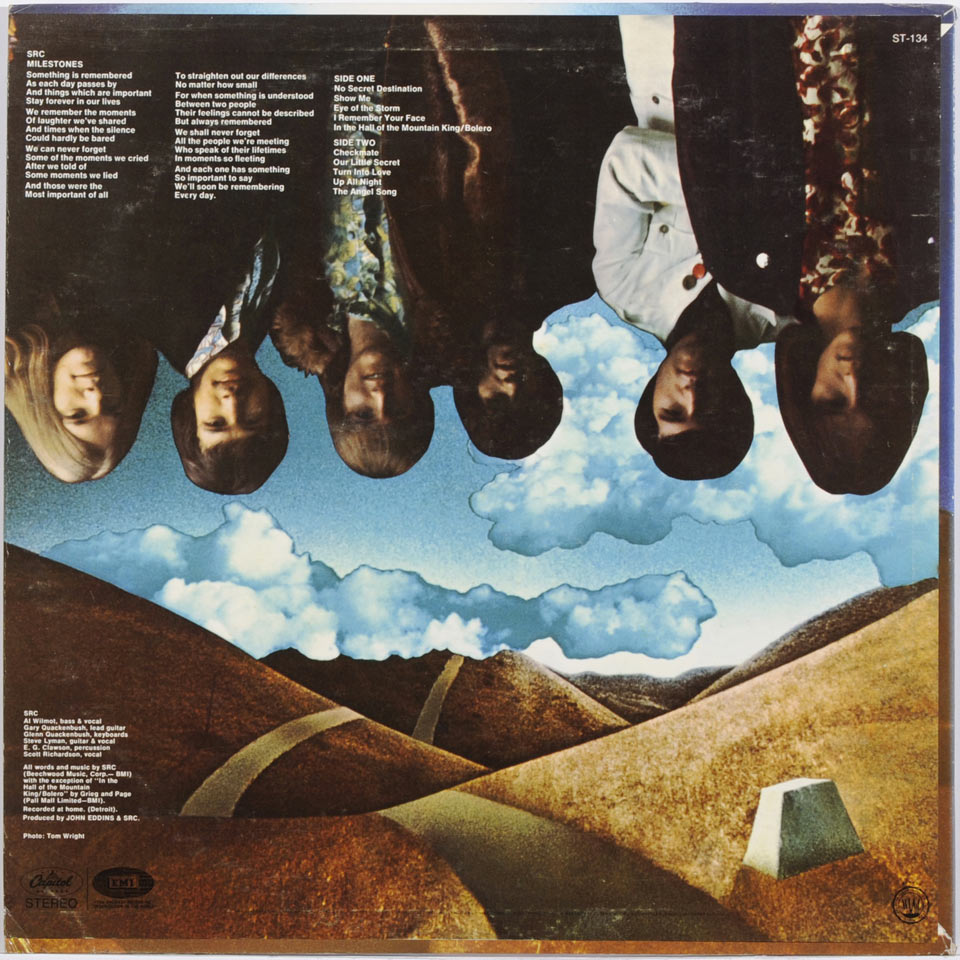 ST-134
SRC
MILESTONES
Something is remembered
As each day passes by
And things which are important
Stay forever in our lives
We remember the moments
Of laughter we've shared
And times when the silence
Could hardly be bared
We can never forget
Some of the moments we cried
After we told of
Some moments we lied
And those were the
Most important of all
To straighten out our differences
No matter how small
For when something is understood
Between two people
Their feelings cannot be described
But always remembered
We shall never forget
All the people we're meeting
Who speak of their lifetimes
In moments so fleeting
And each one has something
So important to say
We'll soon be remembering
Every day.
SIDE ONE
No Secret Destination
Show Me
Eye of the Storm
I Remember Your Face
In the Hall of the Mountain King/Bolero
SIDE TWO
Checkmate
Our Little Secret
Turn Into Love
Up All Night
The Angel Song
SRC
Al Wilmot, bass & vocal
Gary Quackenbush, lead guitar
Glenn Quackenbush, keyboards
Steve Lyman, guitar & vocal
E. G. Clawson, percussion
Scott Richardson, vocal
All words and music by SRC
(Beechwood Music, Corp.— BMI)
with the exception of "In the
Hall of the Mountain
King/Bolero" by Grieg and Page
(Pall Mall Limited—BMI).
Recorded at home. (Detroit).
Produced by JOHN EDDINS & SRC.
Photo: Tom Wright
Capitol
STEREO
EMI